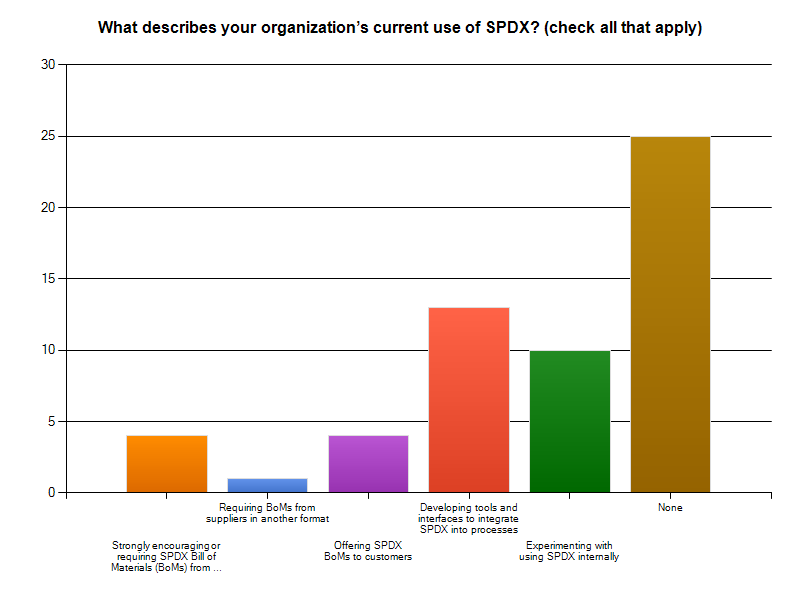 What describes your organization’s current use of SPDX? (check all that apply)
30
25
20
15
10
5
0
Strongly encouraging or
requiring SPDX Bill of
Materials (BoMs) from ...
Requiring BoMs from
suppliers in another format
Offering SPDX
BoMs to customers
Developing tools and
interfaces to integrate
SPDX into processes
Experimenting with
using SPDX internally
None